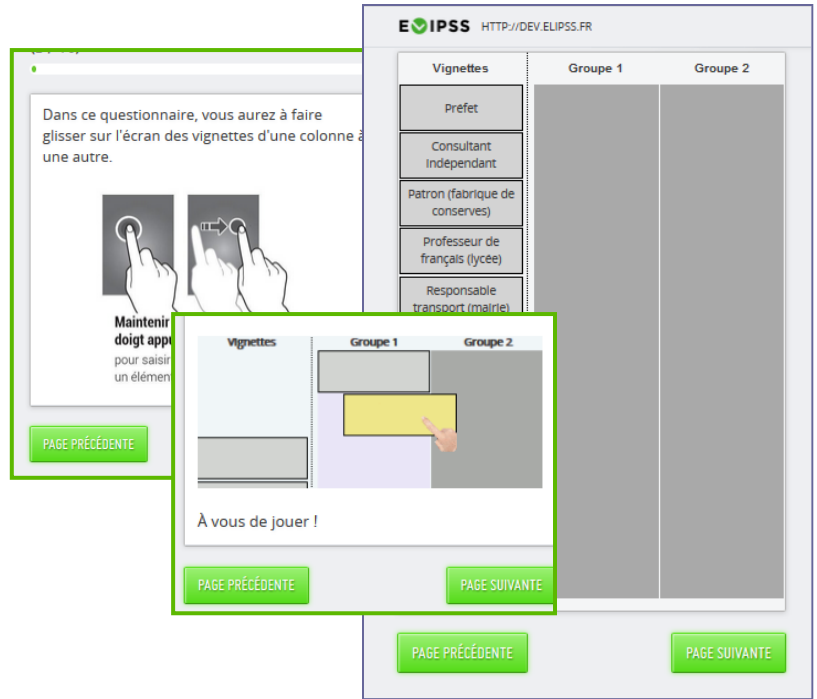 Dans ce questionnaire, vous aurez à faire
glisser sur l'écran des vignettes d'une colonne à
une autre.
Maintenir
doigt appu
pour saisir
un élémen
PAGE PRÉCÉDENTE
ELIPSS HTTP://DEV.ELIPSS.FR
Vignettes Groupe 1 Groupe 2
Préfet
Consultant
Indépendant
Patron (fabrique de
conserves)
Professeur de
français (lycée)
Responsable
transport (mairie)
PAGE PRÉCÉDENTE PAGE SUIVANTE
Vignettes Groupe 1 Groupe 2
À vous de jouer !
PAGE PRÉCÉDENTE PAGE SUIVANTE